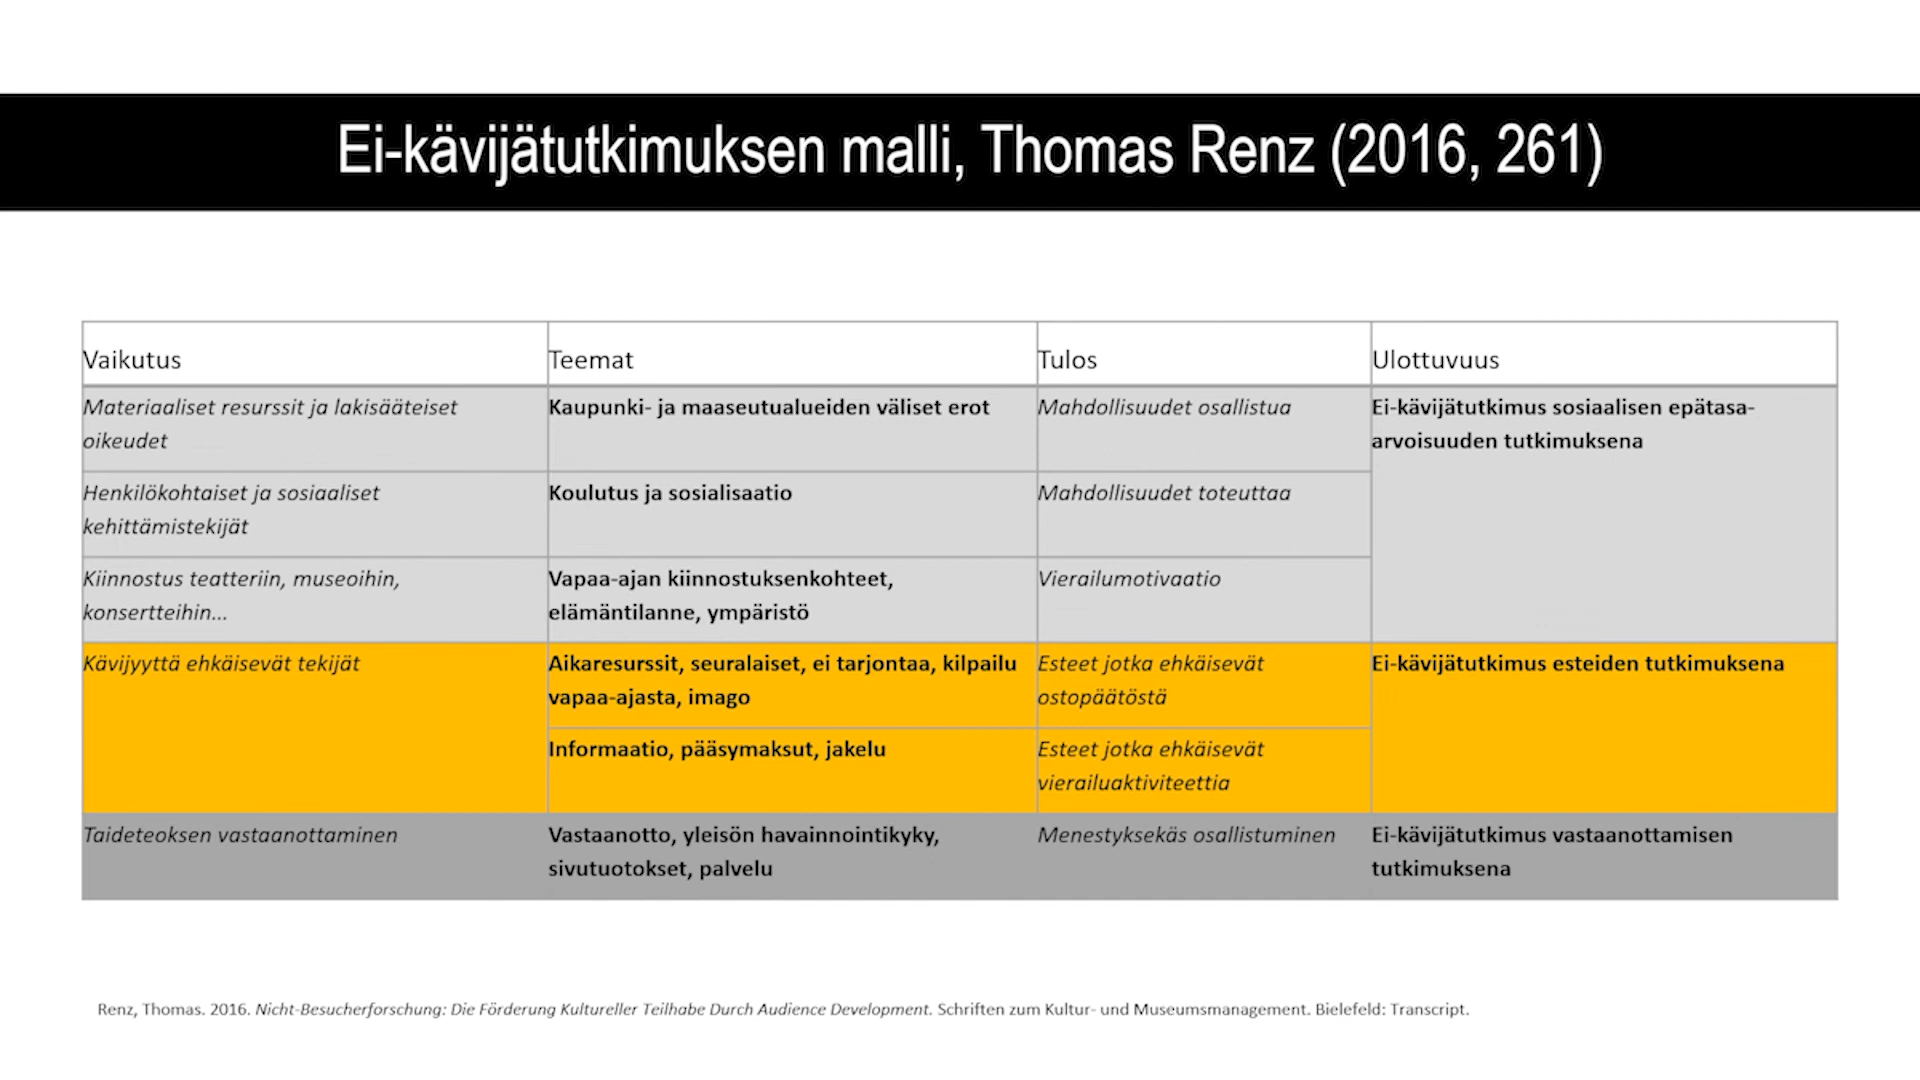 Ei-kävijätutkimuksen malli, Thomas Renz (2016, 261)
Vaikutus
Teemat
Tulos
Ulottuvuus
Materiaaliset resurssit ja lakisääteiset
oikeudet
Kaupunki- ja maaseutualueiden väliset erot
Mahdollisuudet osallistua
Ei-kävijätutkimus sosiaalisen epätasa-
arvoisuuden tutkimuksena
Henkilökohtaiset ja sosiaaliset
kehittämistekijät
Koulutus ja sosialisaatio
Mahdollisuudet toteuttaa
Kiinnostus teatteriin, museoihin,
konsertteihin...
Vapaa-ajan kiinnostuksenkohteet,
elämäntilanne, ympäristö
Vierailumotivaatio
Kävijyyttä ehkäisevät tekijät
Aikaresurssit, seuralaiset, ei tarjontaa, kilpailu
vapaa-ajasta, imago
Esteet jotka ehkäisevät
ostopäätöstä
Ei-kävijätutkimus esteiden tutkimuksena
Informaatio, pääsymaksut, jakelu
Esteet jotka ehkäisevät
vierailuaktiviteettia
Taideteoksen vastaanottaminen
Vastaanotto, yleisön havainnointikyky,
sivutuotokset, palvelu
Menestyksekäs osallistuminen
Ei-kävijätutkimus vastaanottamisen
tutkimuksena
Renz, Thomas. 2016. Nicht-Besucherforschung: Die Förderung Kultureller Teilhabe Durch Audience Development. Schriften zum Kultur- und Museumsmanagement. Bielefeld: Transcript.